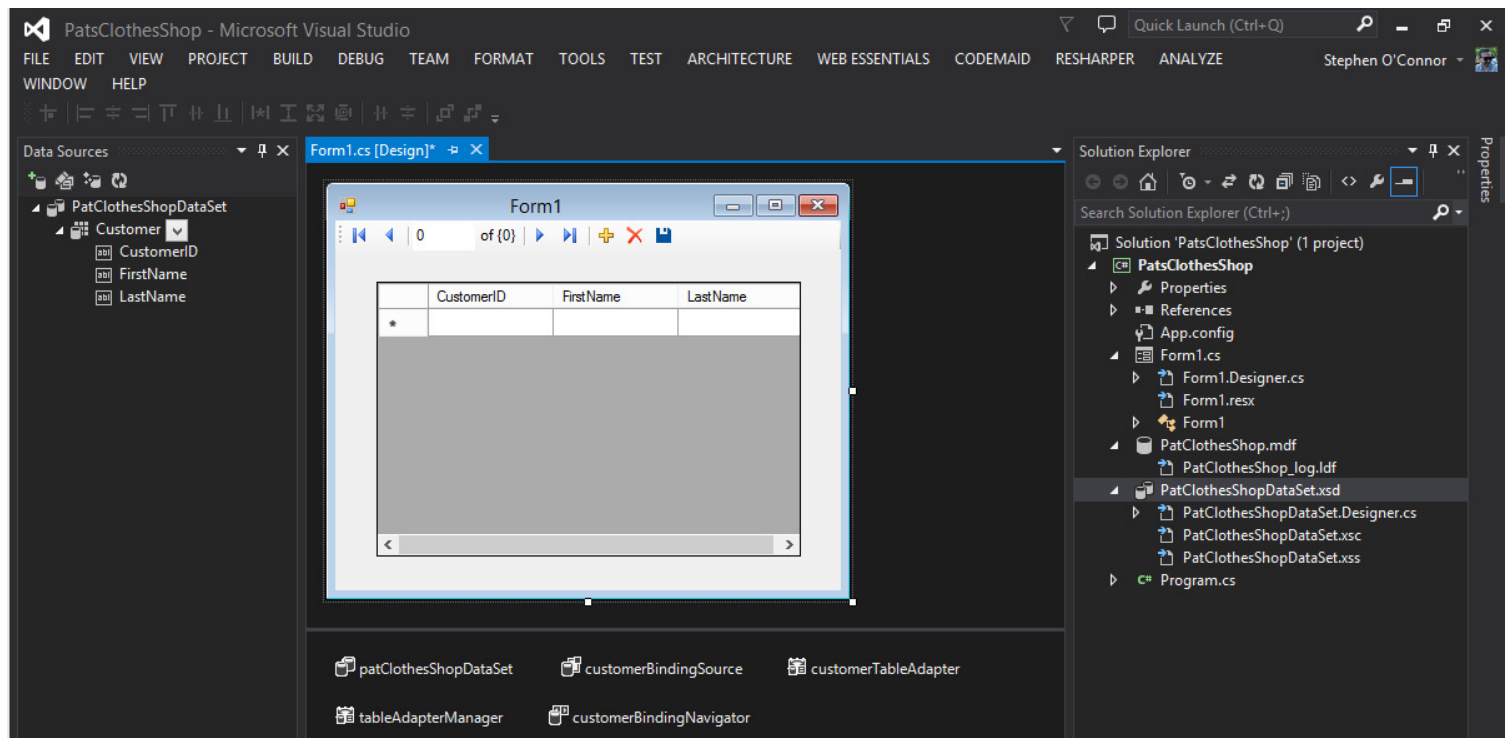 PatsClothesShop - Microsoft Visual Studio
Quick Launch (Ctrl+Q)
FILE EDIT VIEW PROJECT BUILD DEBUG TEAM FORMAT TOOLS TEST ARCHITECTURE WEB ESSENTIALS CODEMAID RESHARPER ANALYZE Stephen O'Connor
WINDOW HELP
Data Sources
PatClothesShopDataSet
Customer
CustomerID
FirstName
LastName
Form1.cs [Design]*
Form1
0 of {0}
CustomerID FirstName LastName
*
patClothesShopDataSet customerBindingSource customerTableAdapter
tableAdapterManager customerBindingNavigator
Solution Explorer
Search Solution Explorer (Ctrl+;)
Solution 'PatsClothesShop' (1 project)
C# PatsClothesShop
Properties
References
App.config
Form1.cs
Form1.Designer.cs
Form1.resx
Form1
PatClothesShop.mdf
PatClothesShop_log.ldf
PatClothesShopDataSet.xsd
PatClothesShopDataSet.Designer.cs
PatClothesShopDataSet.xsc
PatClothesShopDataSet.xss
C# Program.cs
Properties